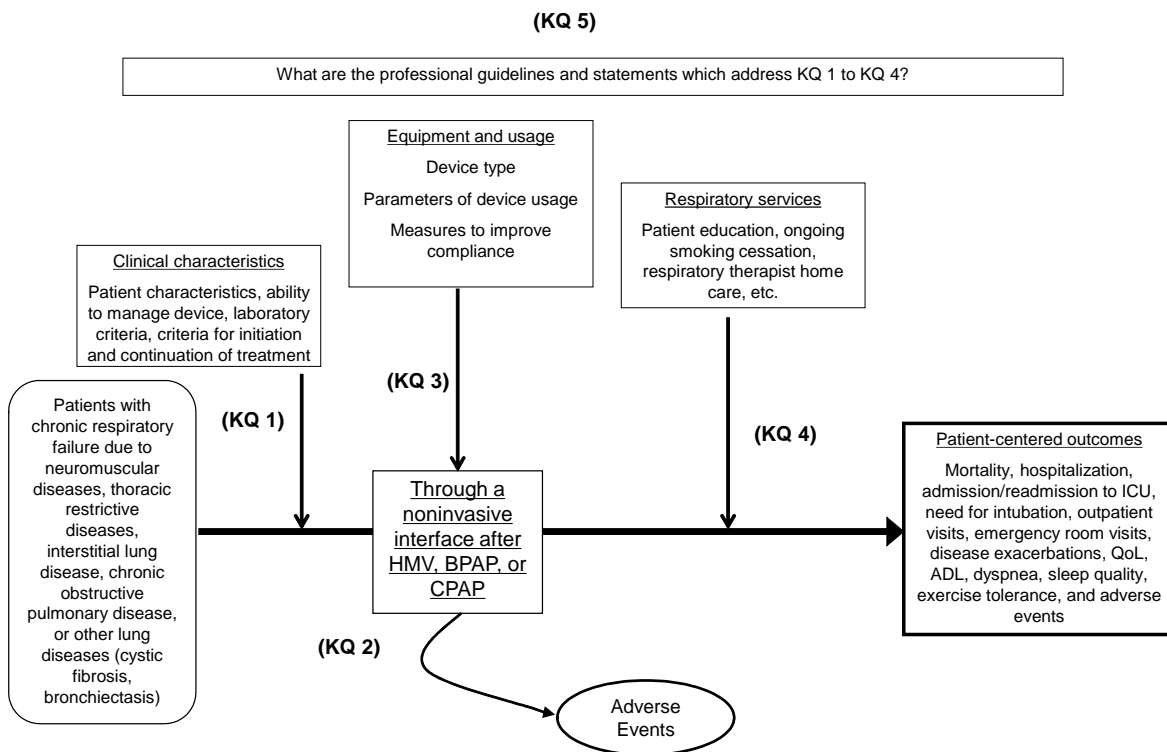 (KQ 5)
What are the professional guidelines and statements which address KQ 1 to KQ 4?
Equipment and usage
Device type
Parameters of device usage
Measures to improve
compliance
Respiratory services
Patient education, ongoing
smoking cessation,
respiratory therapist home
care, etc.
Clinical characteristics
Patient characteristics, ability
to manage device, laboratory
criteria, criteria for initiation
and continuation of treatment
(KQ 3)
(KQ 1)
(KQ 4)
Patients with
chronic respiratory
failure due to
neuromuscular
diseases, thoracic
restrictive
diseases,
interstitial lung
disease, chronic
obstructive
pulmonary disease,
or other lung
diseases (cystic
fibrosis,
bronchiectasis)
Through a
noninvasive
interface after
HMV, BPAP, or
CPAP
Patient-centered outcomes
Mortality, hospitalization,
admission/readmission to ICU,
need for intubation, outpatient
visits, emergency room visits,
disease exacerbations, QoL,
ADL, dyspnea, sleep quality,
exercise tolerance, and adverse
events
(KQ 2)
Adverse
Events